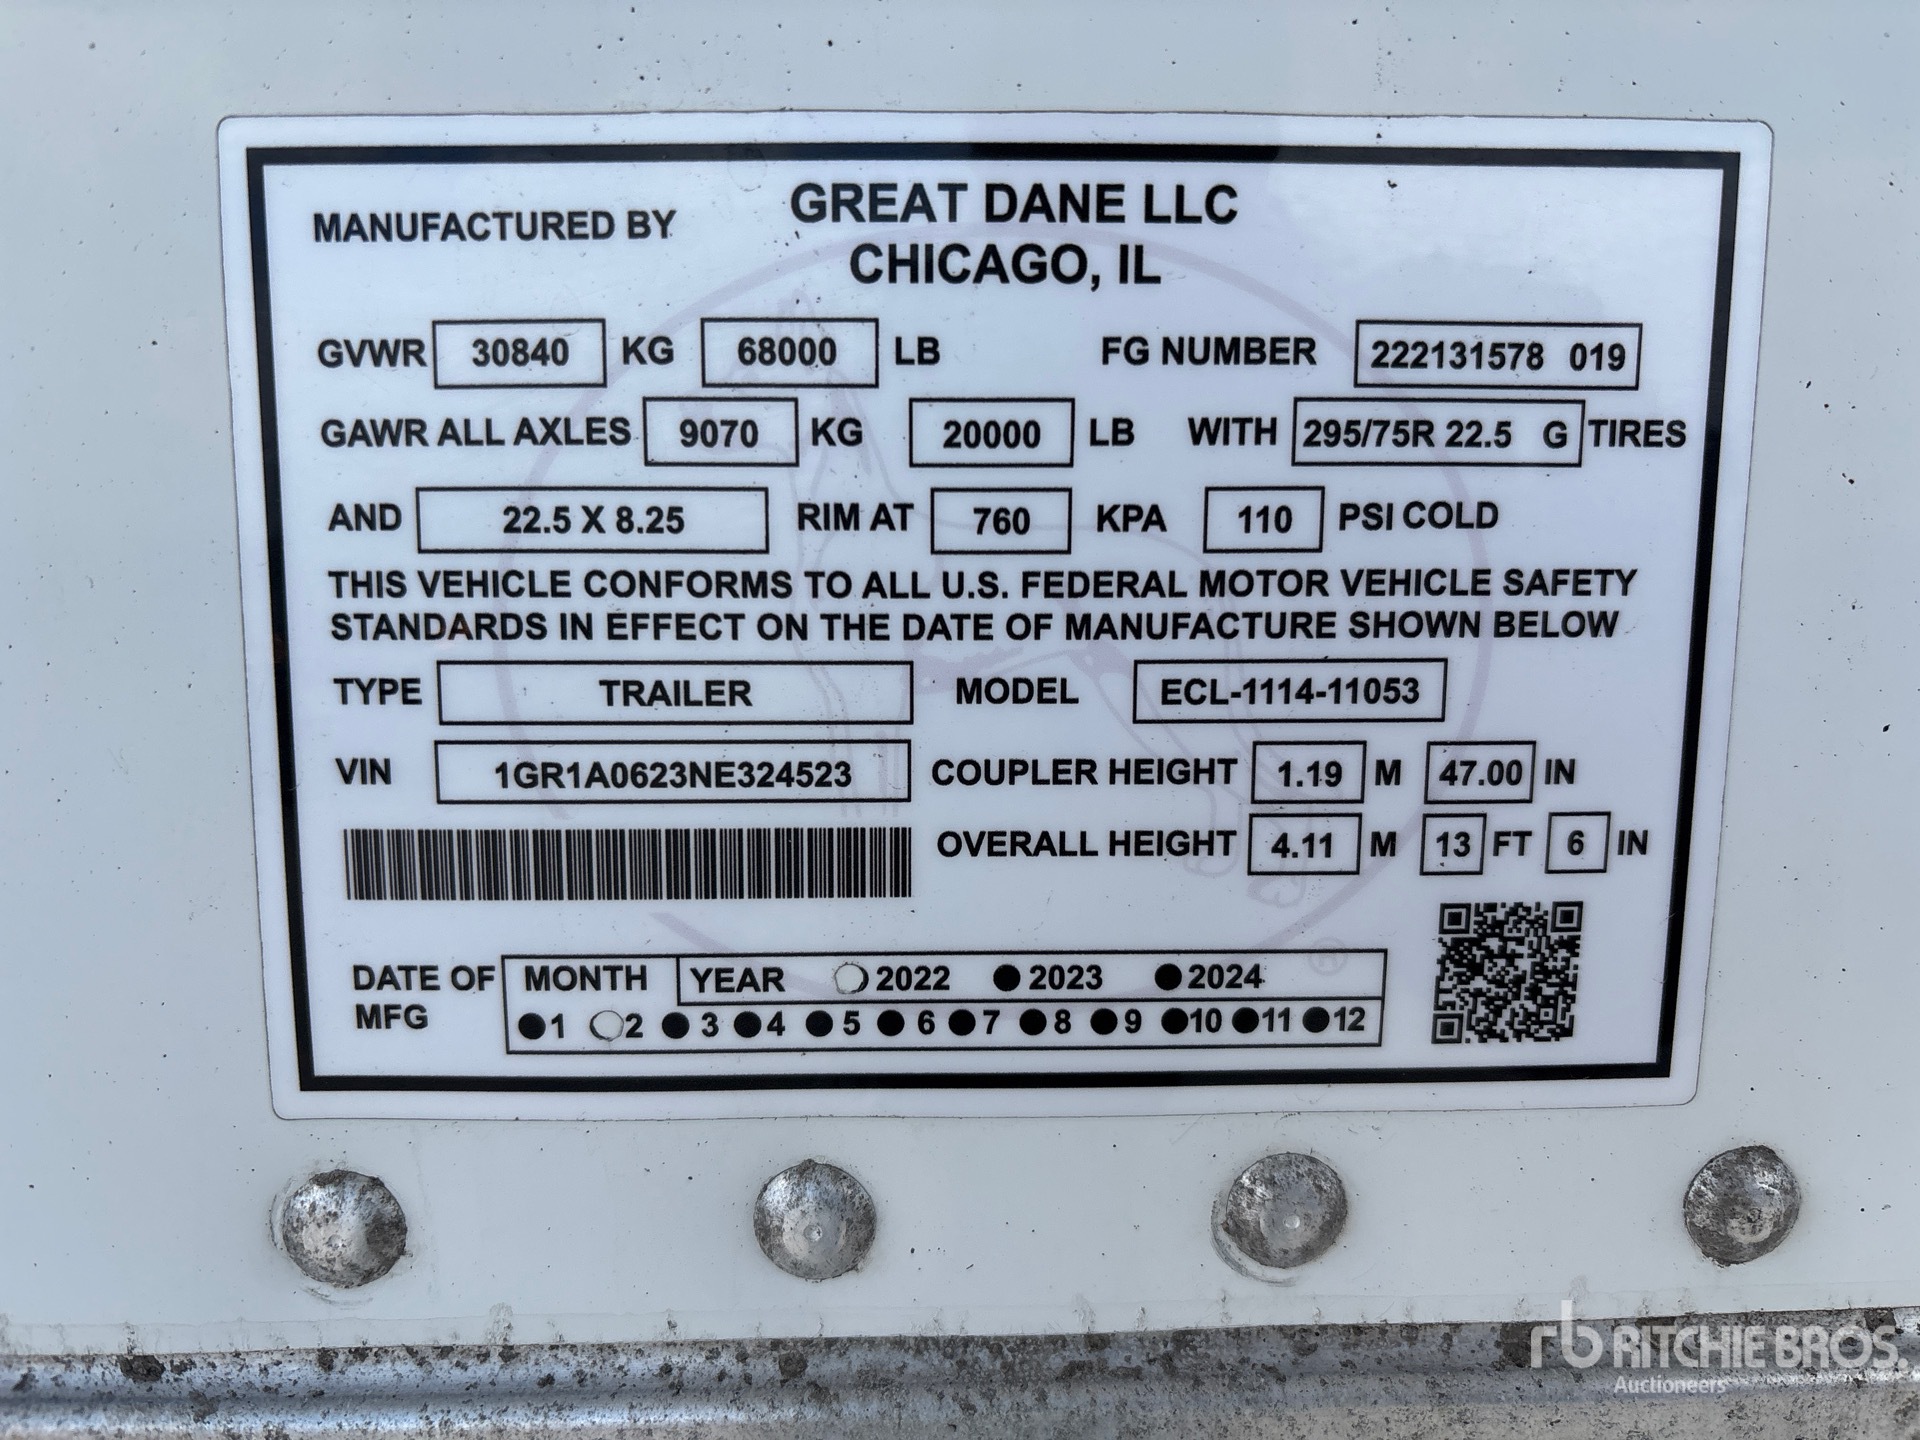 MANUFACTURED BY GREAT DANE LLC
CHICAGO, IL
GVWR 30840 KG 68000 LB FG NUMBER 222131578 019
GAWR ALL AXLES 9070 KG 20000 LB WITH 295/75R 22.5 G TIRES
AND 22.5 X 8.25 RIM AT 760 KPA 110 PSI COLD
THIS VEHICLE CONFORMS TO ALL U.S. FEDERAL MOTOR VEHICLE SAFETY
STANDARDS IN EFFECT ON THE DATE OF MANUFACTURE SHOWN BELOW
TYPE TRAILER MODEL ECL-1114-11053
VIN 1GR1A0623NE324523 COUPLER HEIGHT 1.19 M 47.00 IN
OVERALL HEIGHT 4.11 M 13 FT 6 IN
®
DATE OF MONTH YEAR 2022 2023 2024
MFG 1 2 3 4 5 6 7 8 9 10 11 12
rb RITCHIE BROS.
Auctioneers